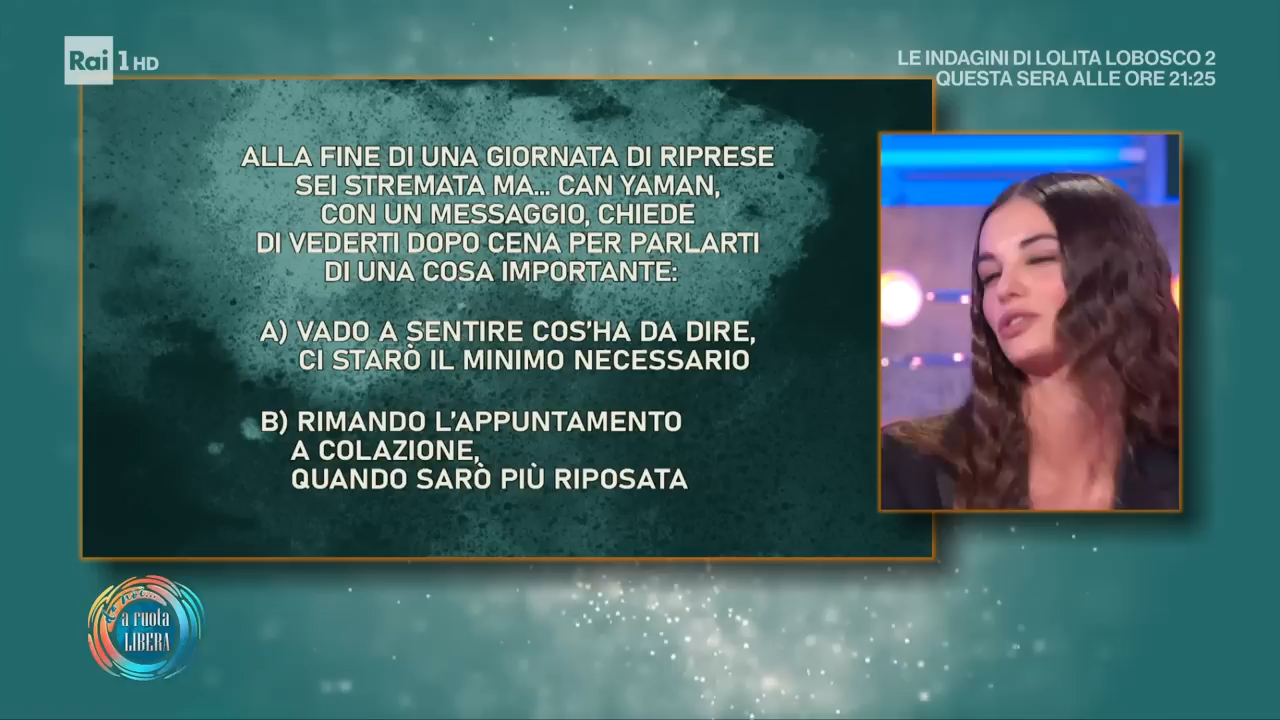 Rai 1 HD
LE INDAGINI DI LOLITA LOBOSCO 2
QUESTA SERA ALLE ORE 21:25
ALLA FINE DI UNA GIORNATA DI RIPRESE
SEI STREMATA MA... CAN YAMAN,
CON UN MESSAGGIO, CHIEDE
DI VEDERTI DOPO CENA PER PARLARTI
DI UNA COSA IMPORTANTE:
A) VADO A SENTIRE COS'HA DA DIRE,
CI STARÒ IL MINIMO NECESSARIO
B) RIMANDO L'APPUNTAMENTO
A COLAZIONE,
QUANDO SARÒ PIÙ RIPOSATA
a ruota
LIBERA